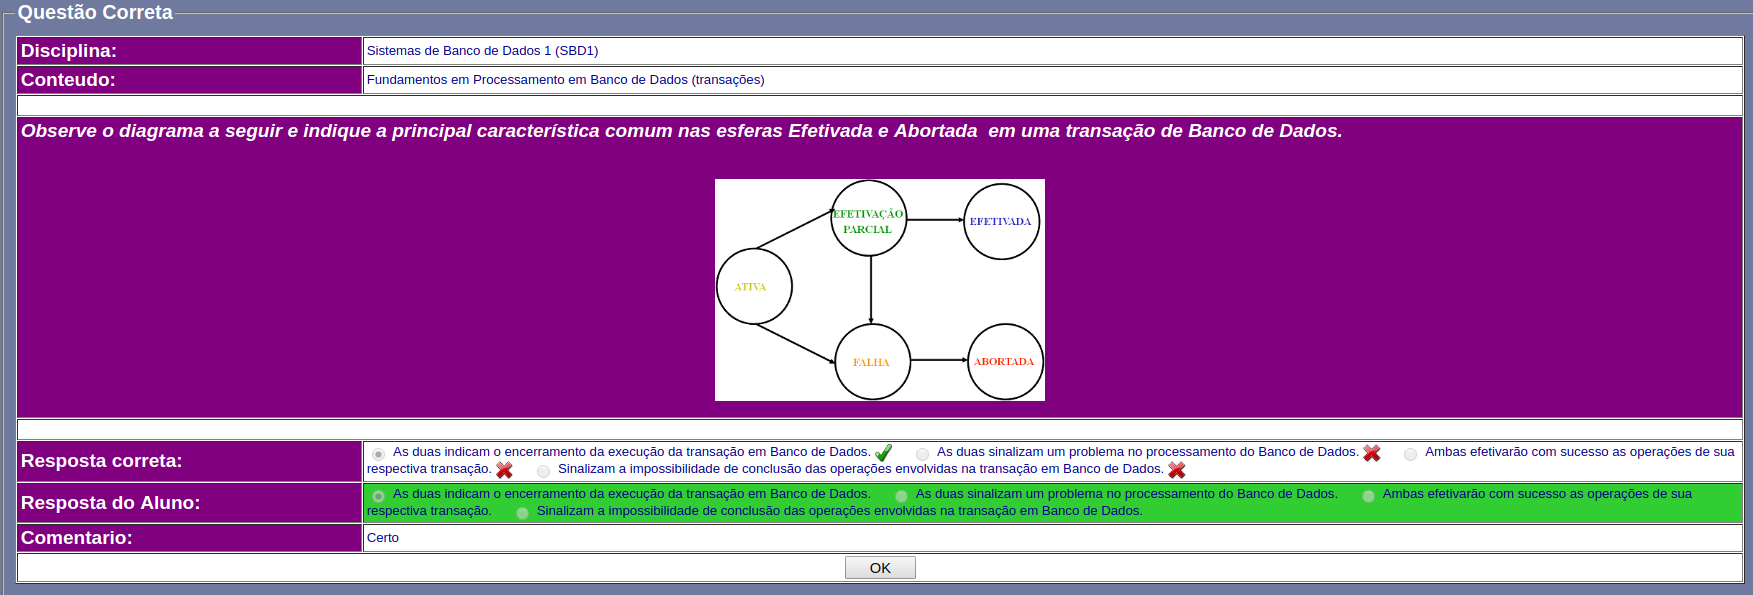 Questão Correta
Disciplina:
Sistemas de Banco de Dados 1 (SBD1)
Conteudo:
Fundamentos em Processamento em Banco de Dados (transações)
Observe o diagrama a seguir e indique a principal característica comum nas esferas Efetivada e Abortada  em uma transação de Banco de Dados.
EFETIVAÇÃO
PARCIAL
EFETIVADA
ATIVA
FALHA
ABORTADA
Resposta correta:
As duas indicam o encerramento da execução da transação em Banco de Dados. As duas sinalizam um problema no processamento do Banco de Dados. Ambas efetivarão com sucesso as operações de sua
respectiva transação. Sinalizam a impossibilidade de conclusão das operações envolvidas na transação em Banco de Dados.
Resposta do Aluno:
As duas indicam o encerramento da execução da transação em Banco de Dados. As duas sinalizam um problema no processamento do Banco de Dados. Ambas efetivarão com sucesso as operações de sua
respectiva transação. Sinalizam a impossibilidade de conclusão das operações envolvidas na transação em Banco de Dados.
Comentario:
Certo
OK